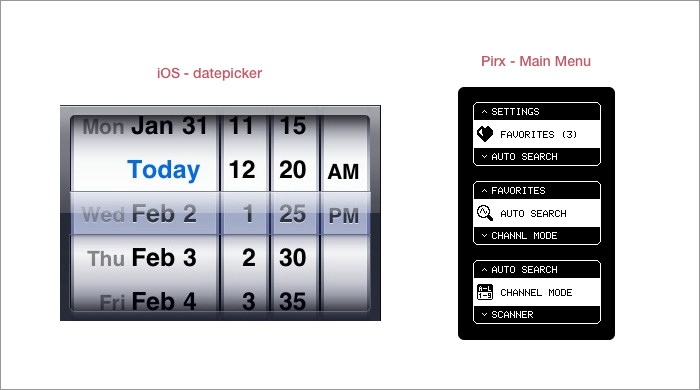 iOS - datepicker
Mon Jan 31 11 15
Today 12 20 AM
Wed Feb 2 1 25 PM
Thu Feb 3 2 30
Fri Feb 4 3 35
Pirx - Main Menu
SETTINGS
FAVORITES (3)
AUTO SEARCH
FAVORITES
AUTO SEARCH
CHANNL MODE
AUTO SEARCH
A-L
1-9
CHANNEL MODE
SCANNER